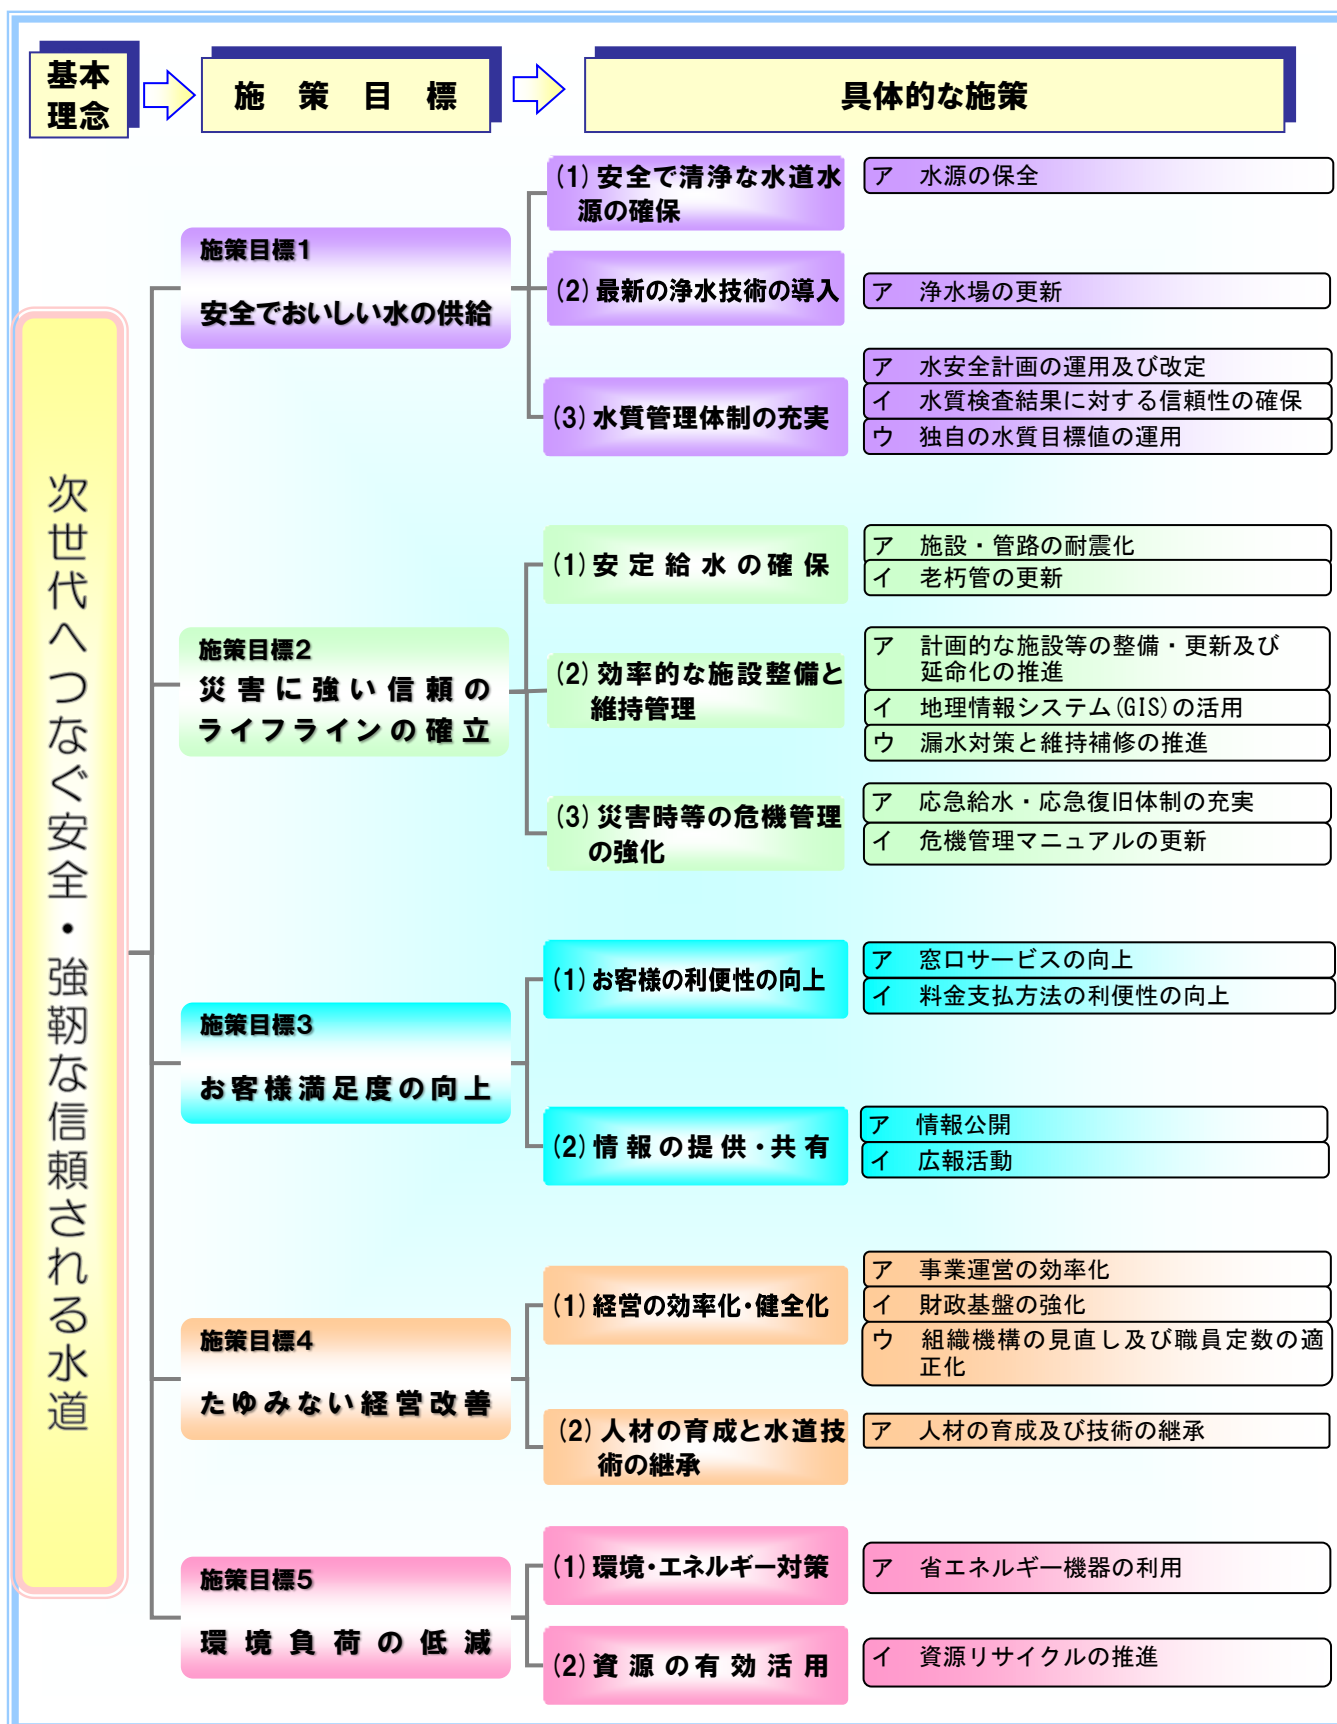 基本
理念
施策目標
具体的な施策
次世代へつなぐ安全・強靭な信頼される水道
施策目標1
安全でおいしい水の供給
(1)安全で清浄な水道水
源の確保
ア 水源の保全
(2)最新の浄水技術の導入
ア 浄水場の更新
(3)水質管理体制の充実
ア 水安全計画の運用及び改定
イ 水質検査結果に対する信頼性の確保
ウ 独自の水質目標値の運用
施策目標2
災害に強い信頼の
ライフラインの確立
(1)安定給水の確保
ア 施設・管路の耐震化
イ 老朽管の更新
(2)効率的な施設整備と
維持管理
ア 計画的な施設等の整備・更新及び
延命化の推進
イ 地理情報システム(GIS)の活用
ウ 漏水対策と維持補修の推進
(3)災害時等の危機管理
の強化
ア 応急給水・応急復旧体制の充実
イ 危機管理マニュアルの更新
施策目標3
お客様満足度の向上
(1)お客様の利便性の向上
ア 窓口サービスの向上
イ 料金支払方法の利便性の向上
(2)情報の提供・共有
ア 情報公開
イ 広報活動
施策目標4
たゆみない経営改善
(1)経営の効率化・健全化
ア 事業運営の効率化
イ 財政基盤の強化
ウ 組織機構の見直し及び職員定数の適
正化
(2)人材の育成と水道技
術の継承
ア 人材の育成及び技術の継承
施策目標5
環境負荷の低減
(1)環境・エネルギー対策
ア 省エネルギー機器の利用
(2)資源の有効活用
イ 資源リサイクルの推進